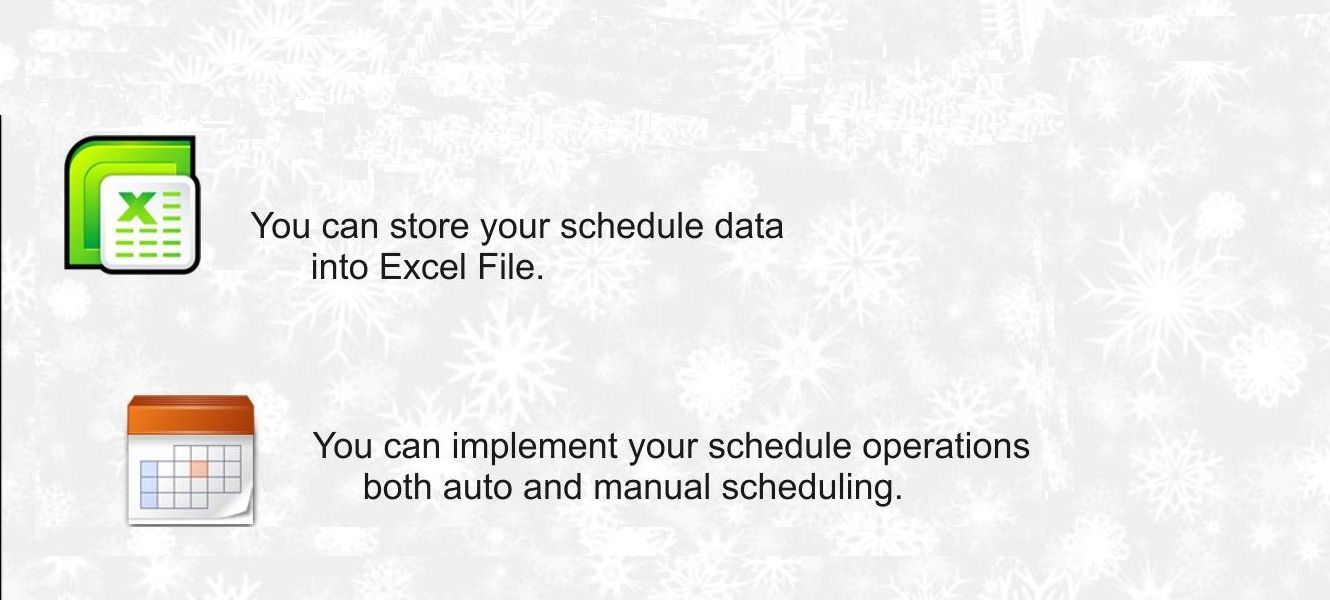 You can store your schedule data
into Excel File.
You can implement your schedule operations
both auto and manual scheduling.